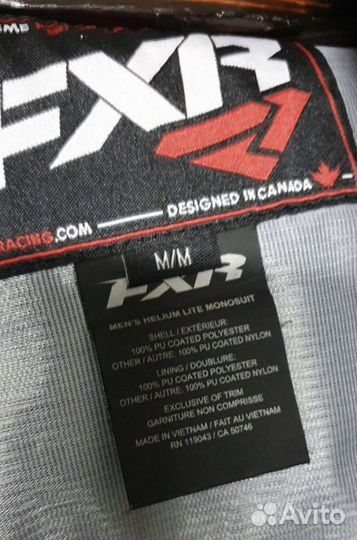 EME
FXR
RACING.COM
DESIGNED IN CANADA
M/M
FXR
MEN'S HELIUM LITE MONOSUIT
SHELL / EXTÉRIEUR:
100% PU COATED POLYESTER
OTHER / AUTRE: 100% PU COATED NYLON
LINING / DOUBLURE:
100% PU COATED POLYESTER
OTHER / AUTRE: 100% PU COATED NYLON
EXCLUSIVE OF TRIM
GARNITURE NON COMPRISE
MADE IN VIETNAM / FAIT AU VIETNAM
RN 119043 / CA 50746
Avito